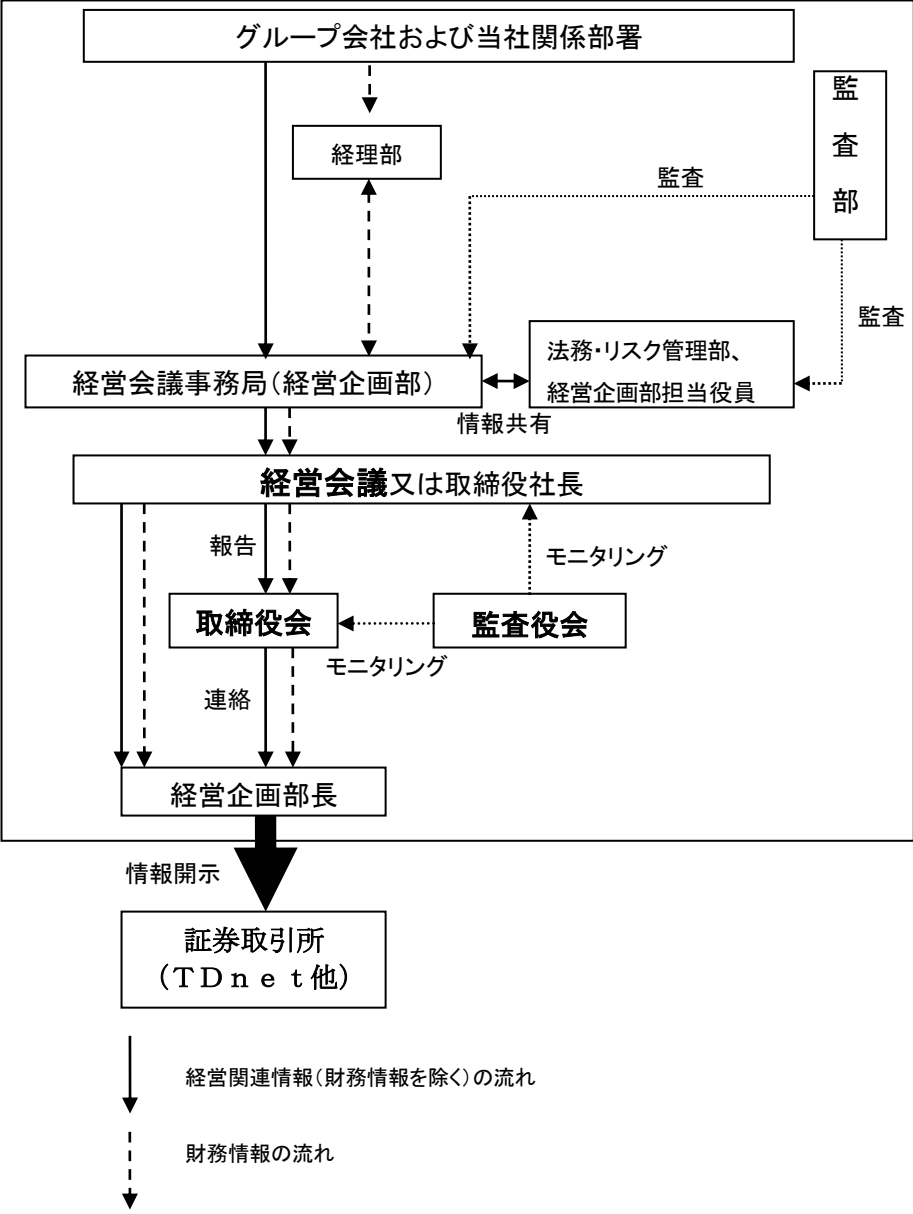 グループ会社および当社関係部署
監
査
部
経理部
監査
監査
法務・リスク管理部、
経営企画部担当役員
経営会議事務局（経営企画部）
情報共有
経営会議又は取締役社長
報告
モニタリング
取締役会
監査役会
モニタリング
連絡
経営企画部長
情報開示
証券取引所
（ＴＤｎｅｔ他）
経営関連情報（財務情報を除く）の流れ
財務情報の流れ